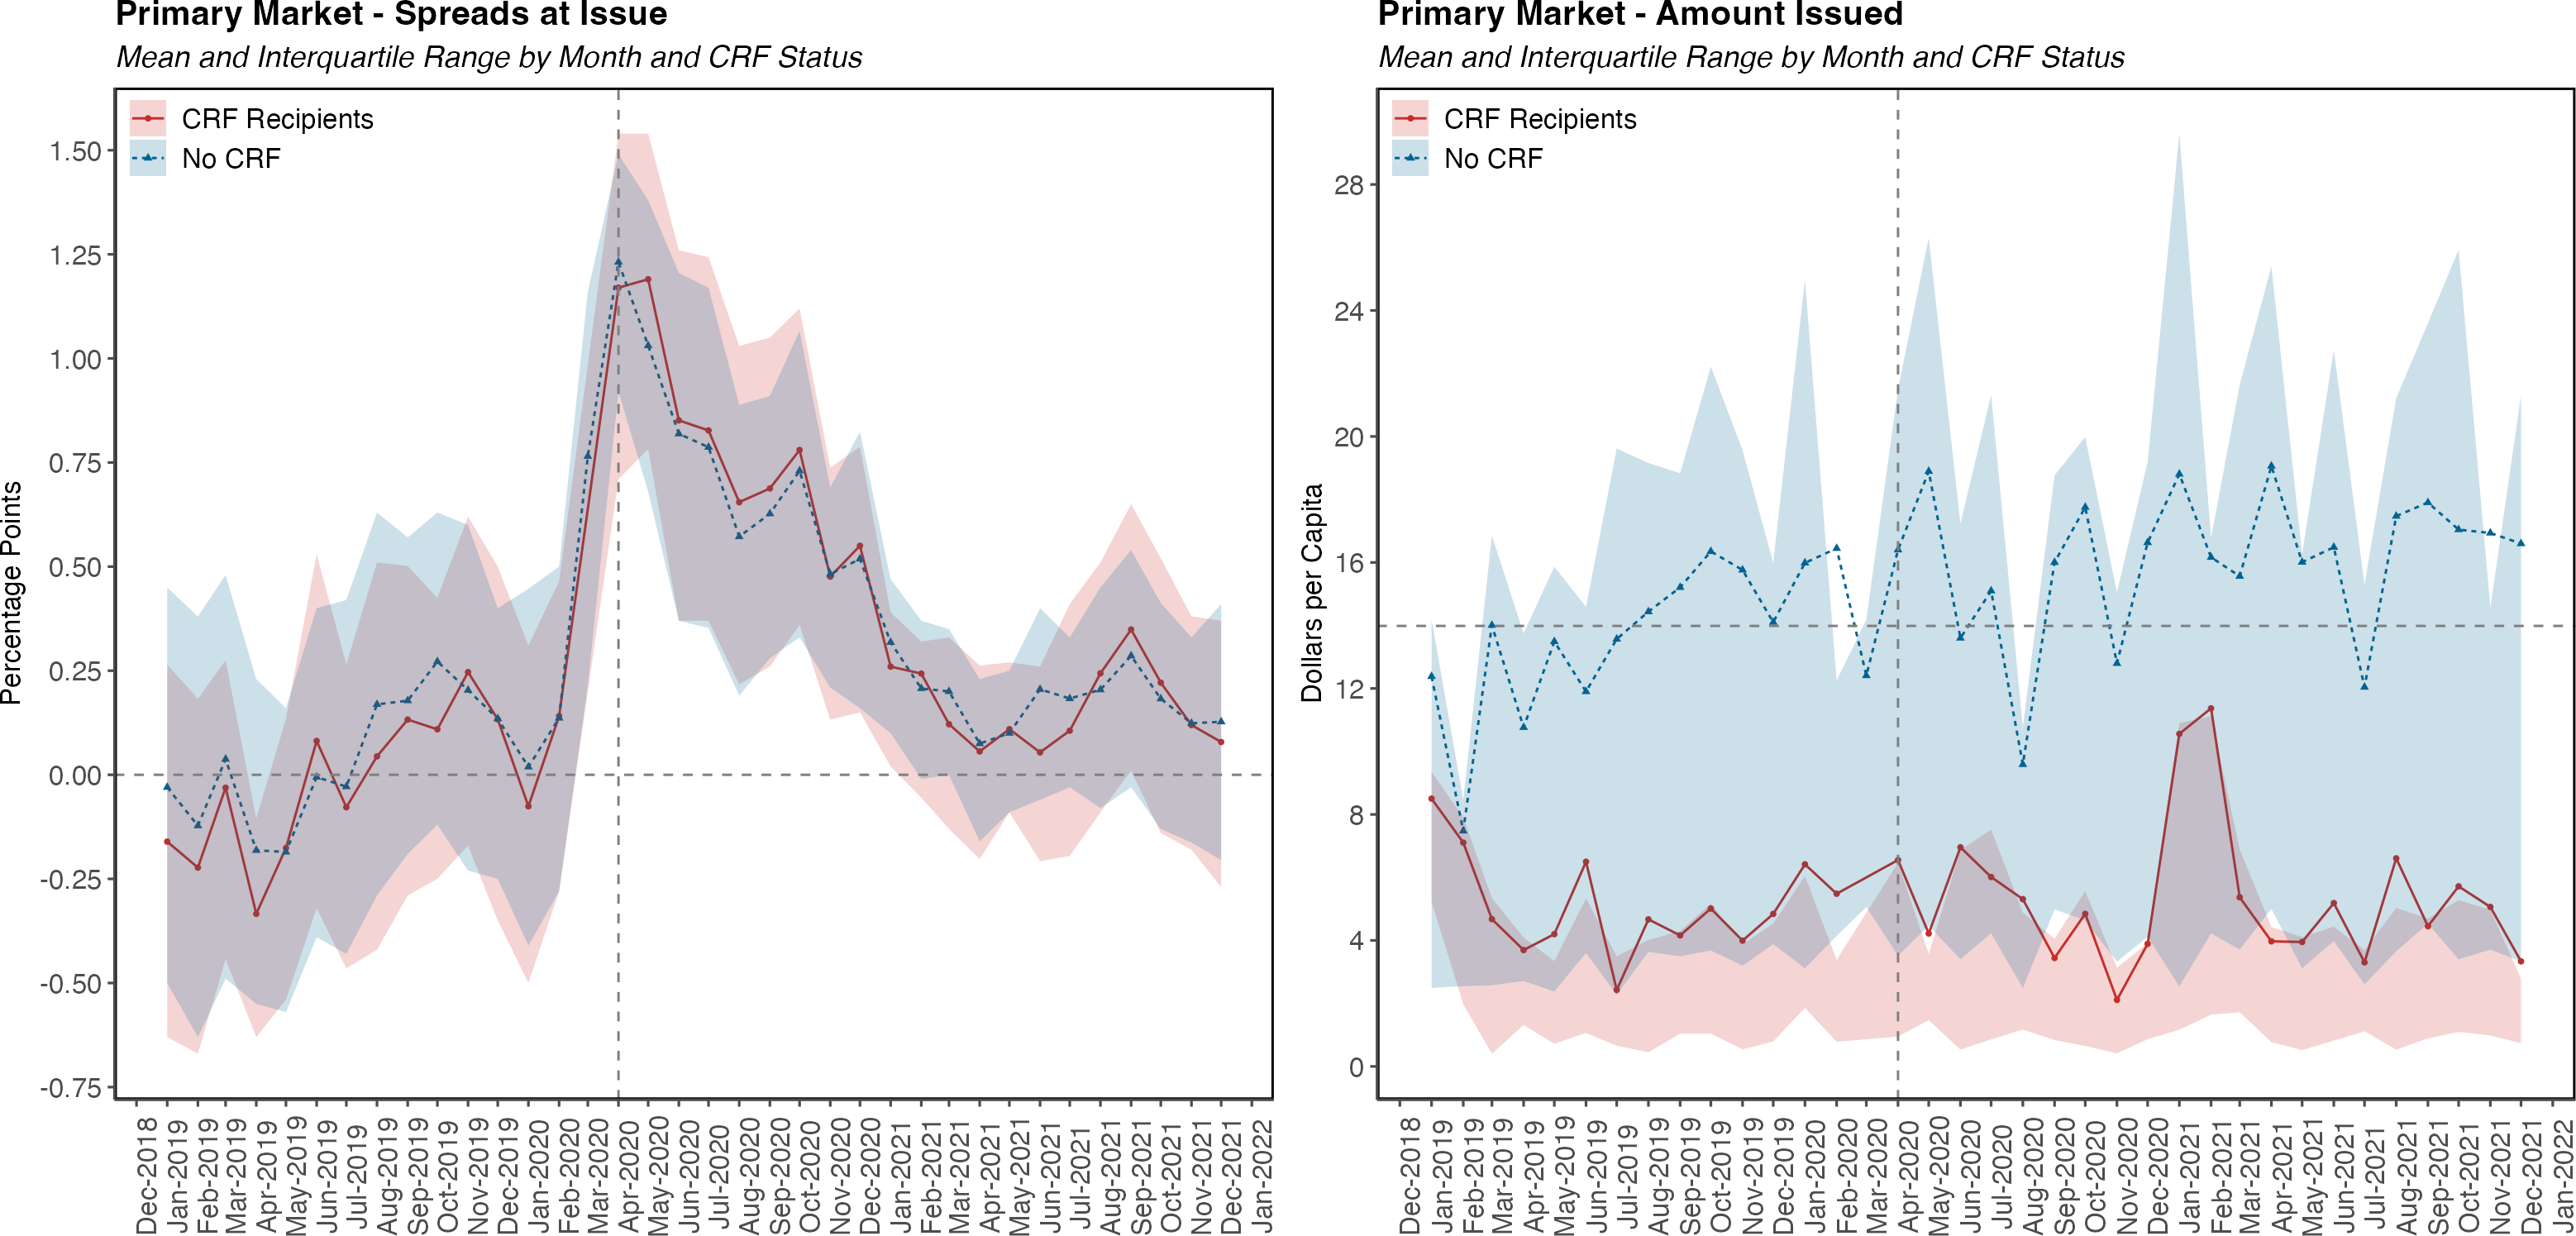 Primary Market - Spreads at Issue
Mean and Interquartile Range by Month and CRF Status
CRF Recipients
No CRF
Percentage Points
1.50
1.25
1.00
0.75
0.50
0.25
0.00
-0.25
-0.50
-0.75
Dec-2018
Jan-2019
Feb-2019
Mar-2019
Apr-2019
May-2019
Jun-2019
Jul-2019
Aug-2019
Sep-2019
Oct-2019
Nov-2019
Dec-2019
Jan-2020
Feb-2020
Mar-2020
Apr-2020
May-2020
Jun-2020
Jul-2020
Aug-2020
Sep-2020
Oct-2020
Nov-2020
Dec-2020
Jan-2021
Feb-2021
Mar-2021
Apr-2021
May-2021
Jun-2021
Jul-2021
Aug-2021
Sep-2021
Oct-2021
Nov-2021
Dec-2021
Jan-2022
Primary Market - Amount Issued
Mean and Interquartile Range by Month and CRF Status
CRF Recipients
No CRF
Dollars per Capita
28
24
20
16
12
8
4
0
Dec-2018
Jan-2019
Feb-2019
Mar-2019
Apr-2019
May-2019
Jun-2019
Jul-2019
Aug-2019
Sep-2019
Oct-2019
Nov-2019
Dec-2019
Jan-2020
Feb-2020
Mar-2020
Apr-2020
May-2020
Jun-2020
Jul-2020
Aug-2020
Sep-2020
Oct-2020
Nov-2020
Dec-2020
Jan-2021
Feb-2021
Mar-2021
Apr-2021
May-2021
Jun-2021
Jul-2021
Aug-2021
Sep-2021
Oct-2021
Nov-2021
Dec-2021
Jan-2022